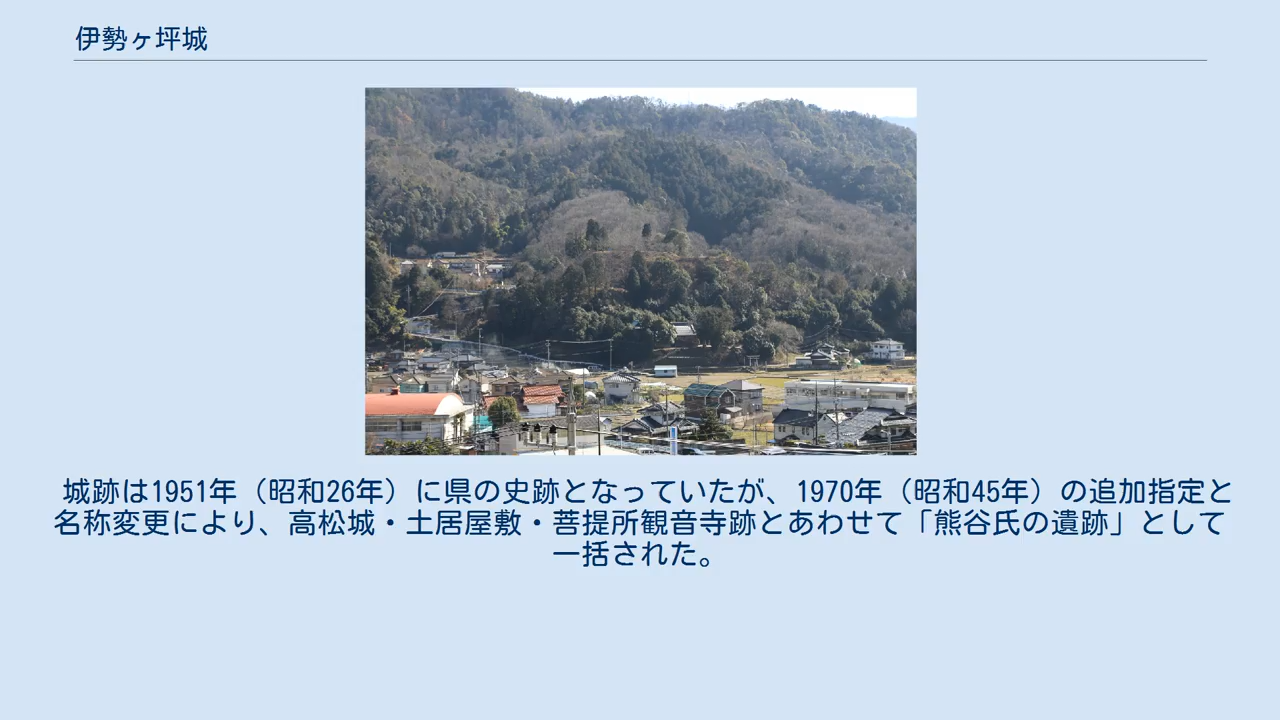 伊勢ヶ坪城
城跡は1951年（昭和26年）に県の史跡となっていたが、1970年（昭和45年）の追加指定と
名称変更により、高松城・土居屋敷・菩提所観音寺跡とあわせて「熊谷氏の遺跡」として
一括された。